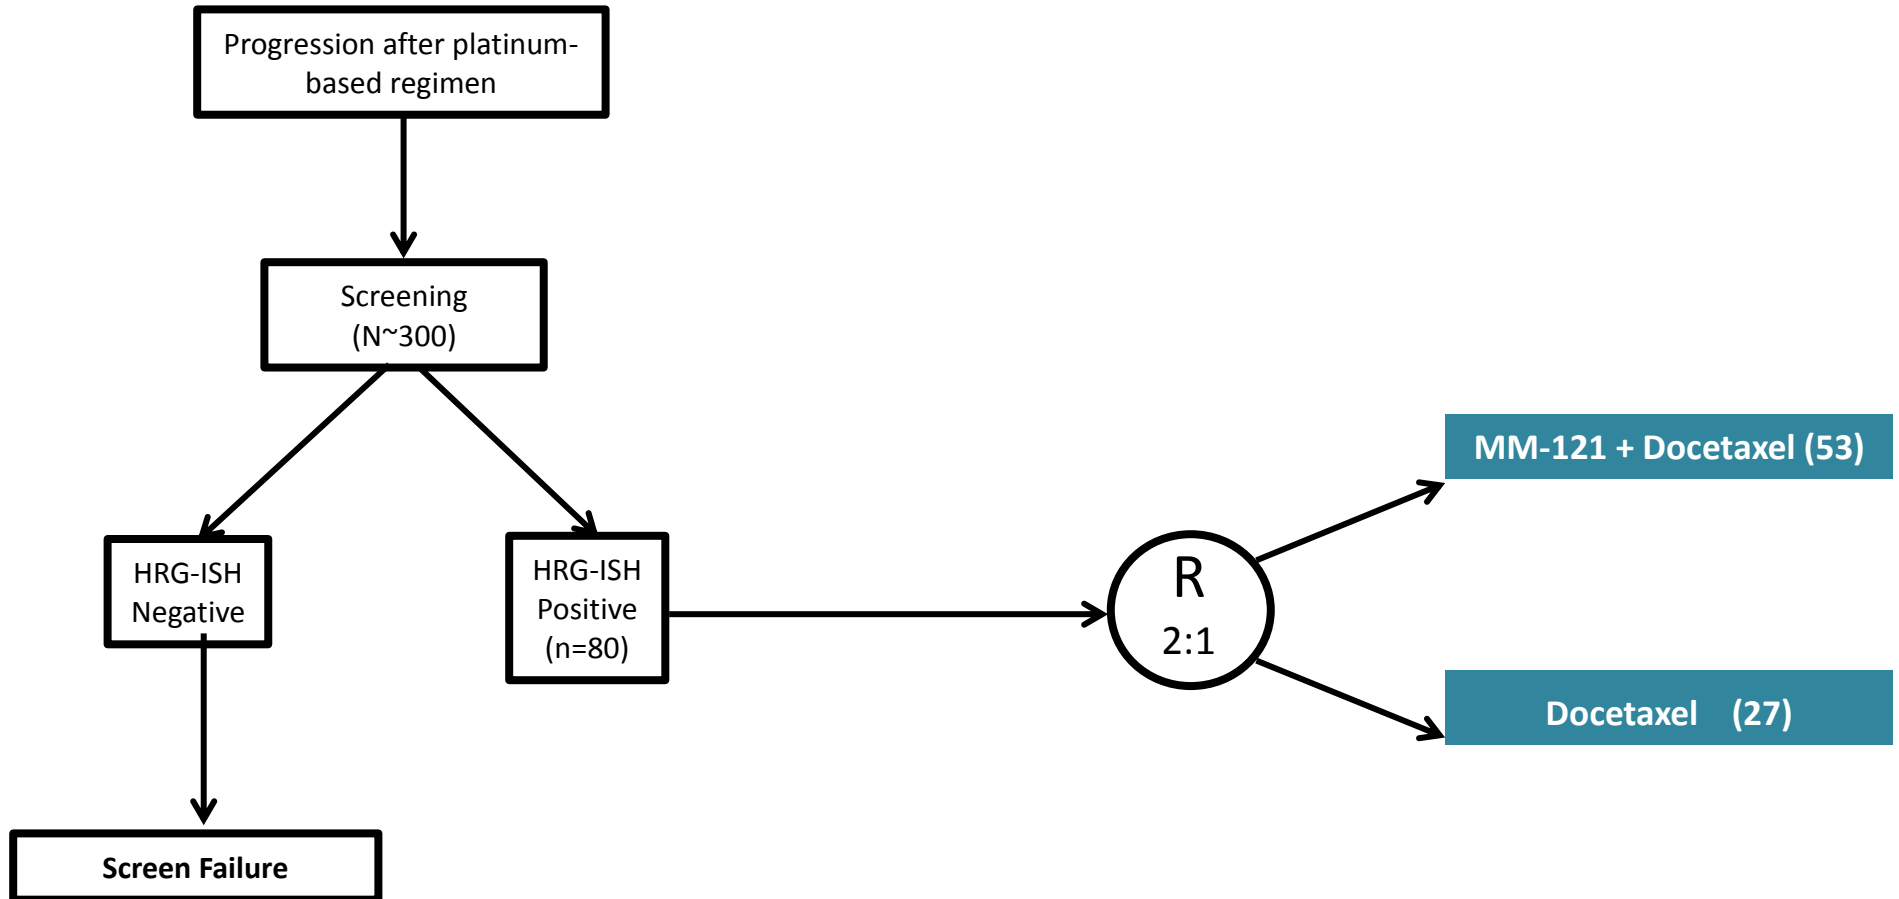 Progression after platinum-
based regimen
Screening
(N~300)
HRG-ISH
Negative
HRG-ISH
Positive
(n=80)
R
2:1
MM-121 + Docetaxel (53)
Docetaxel (27)
Screen Failure